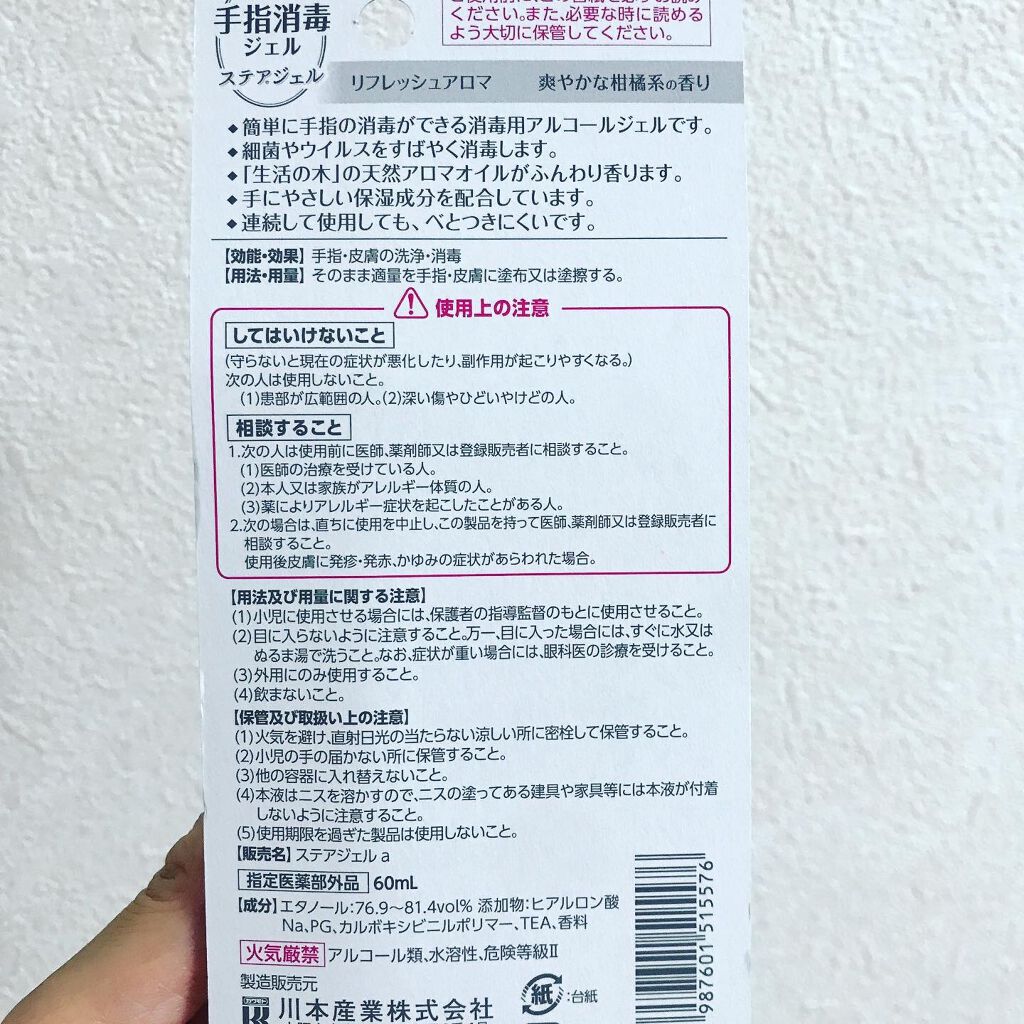 ください。また、必要な時に読める
よう大切に保管してください。
手指消毒
ジェル
ステアジェル
リフレッシュアロマ 爽やかな柑橘系の香り
◆簡単に手指の消毒ができる消毒用アルコールジェルです。
◆細菌やウイルスをすばやく消毒します。
◆「生活の木」の天然アロマオイルがふんわり香ります。
◆手にやさしい保湿成分を配合しています。
◆連続して使用しても、べとつきにくいです。
【効能・効果】手指・皮膚の洗浄・消毒
【用法・用量】そのまま適量を手指・皮膚に塗布又は塗擦する。
使用上の注意
してはいけないこと
(守らないと現在の症状が悪化したり、副作用が起こりやすくなる。)
次の人は使用しないこと。
(1)患部が広範囲の人。(2)深い傷やひどいやけどの人。
相談すること
1.次の人は使用前に医師、薬剤師又は登録販売者に相談すること。
(1)医師の治療を受けている人。
(2)本人又は家族がアレルギー体質の人。
(3)薬によりアレルギー症状を起こしたことがある人。
2.次の場合は、直ちに使用を中止し、この製品を持って医師、薬剤師又は登録販売者に
相談すること。
使用後皮膚に発疹・発赤、かゆみの症状があらわれた場合。
【用法及び用量に関する注意】
(1)小児に使用させる場合には、保護者の指導監督のもとに使用させること。
(2)目に入らないように注意すること。万一、目に入った場合には、すぐに水又は
ぬるま湯で洗うこと。なお、症状が重い場合には、眼科医の診療を受けること。
(3)外用にのみ使用すること。
(4)飲まないこと。
【保管及び取扱い上の注意】
(1)火気を避け、直射日光の当たらない涼しい所に密栓して保管すること。
(2)小児の手の届かない所に保管すること。
(3)他の容器に入れ替えないこと。
(4)本液はニスを溶かすので、ニスの塗ってある建具や家具等には本液が付着
しないように注意すること。
(5)使用期限を過ぎた製品は使用しないこと。
【販売名】ステアジェル a
指定医薬部外品 60mL
【成分】エタノール:76.9～81.4vol% 添加物:ヒアルロン酸
Na、PG、カルボキシビニルポリマー、TEA、香料
火気厳禁 アルコール類、水溶性、危険等級Ⅱ
製造販売元
川本産業株式会社
紙:台紙
987601 515576